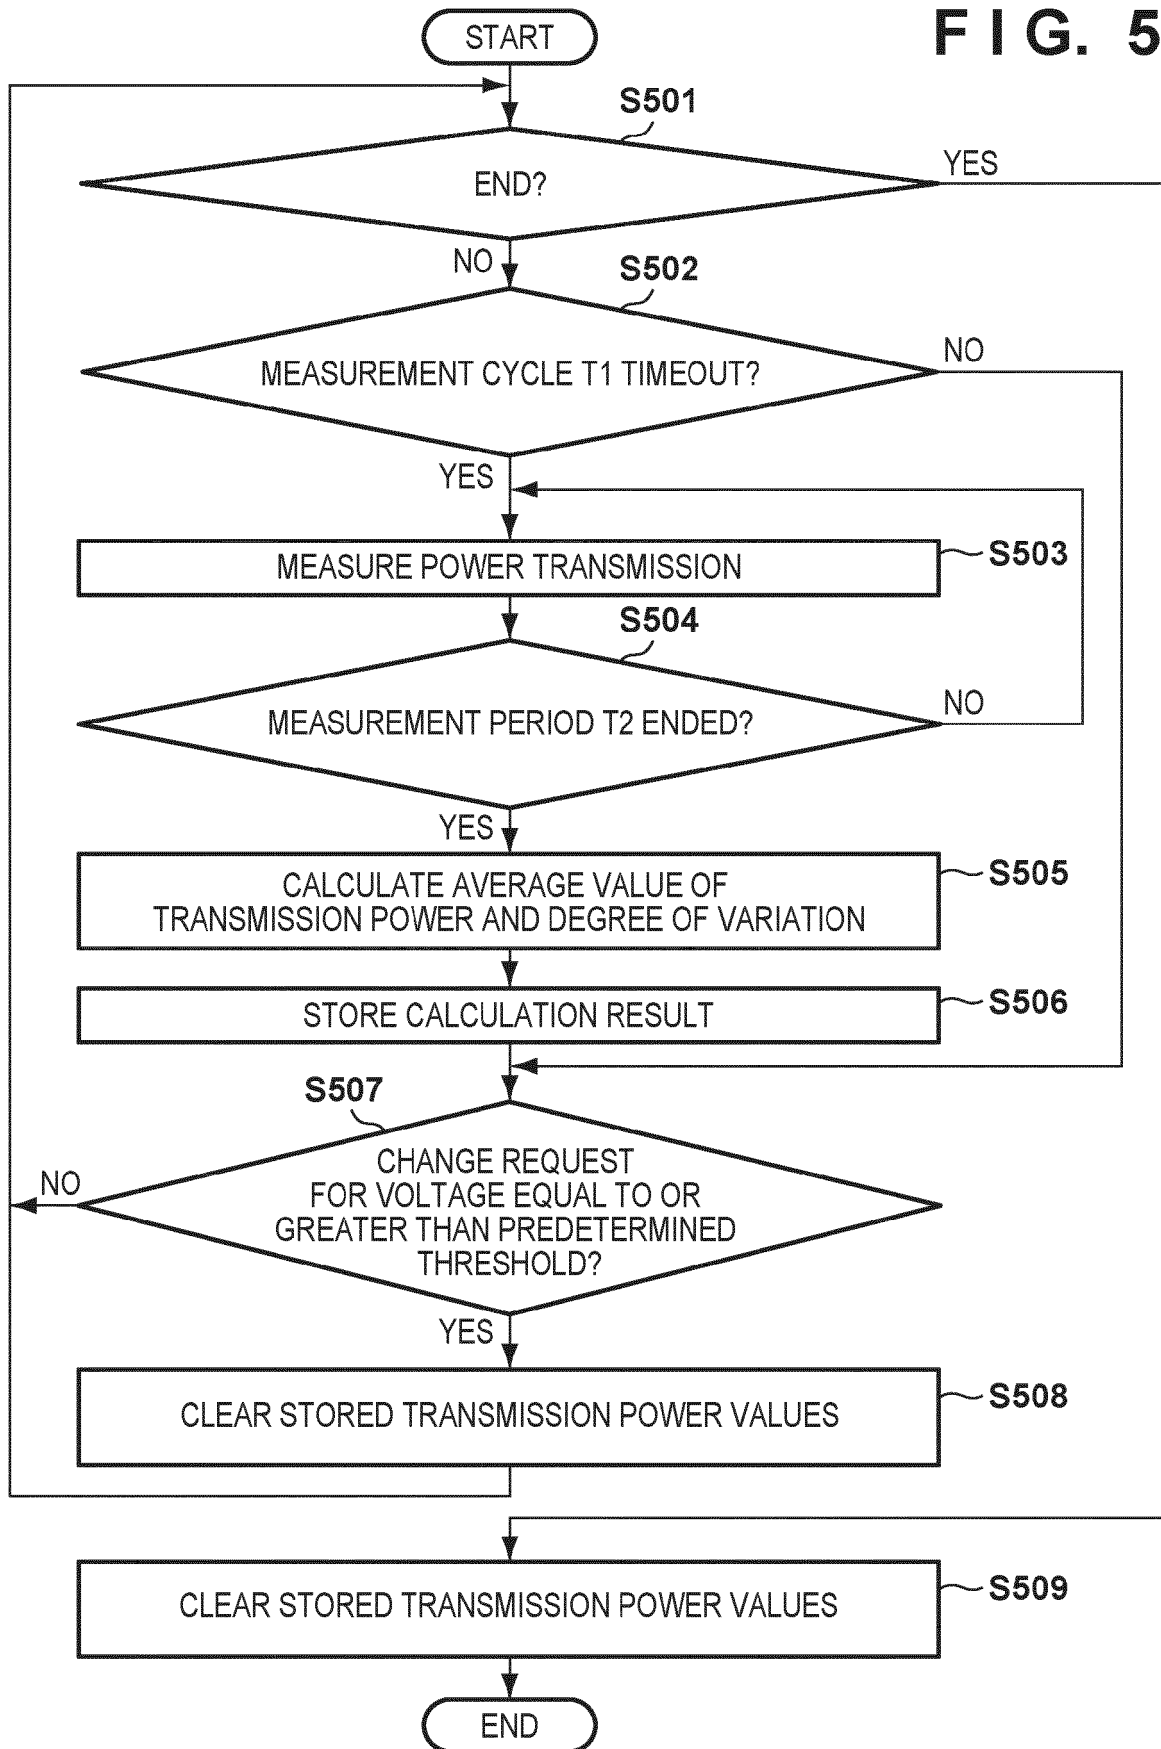 FIG. 5
START
S501
END?
YES
NO
S502
MEASUREMENT CYCLE T1 TIMEOUT?
NO
YES
MEASURE POWER TRANSMISSION
S503
S504
MEASUREMENT PERIOD T2 ENDED?
NO
YES
CALCULATE AVERAGE VALUE OF
TRANSMISSION POWER AND DEGREE OF VARIATION
S505
STORE CALCULATION RESULT
S506
S507
CHANGE REQUEST
FOR VOLTAGE EQUAL TO OR
GREATER THAN PREDETERMINED
THRESHOLD?
NO
YES
CLEAR STORED TRANSMISSION POWER VALUES
S508
CLEAR STORED TRANSMISSION POWER VALUES
S509
END